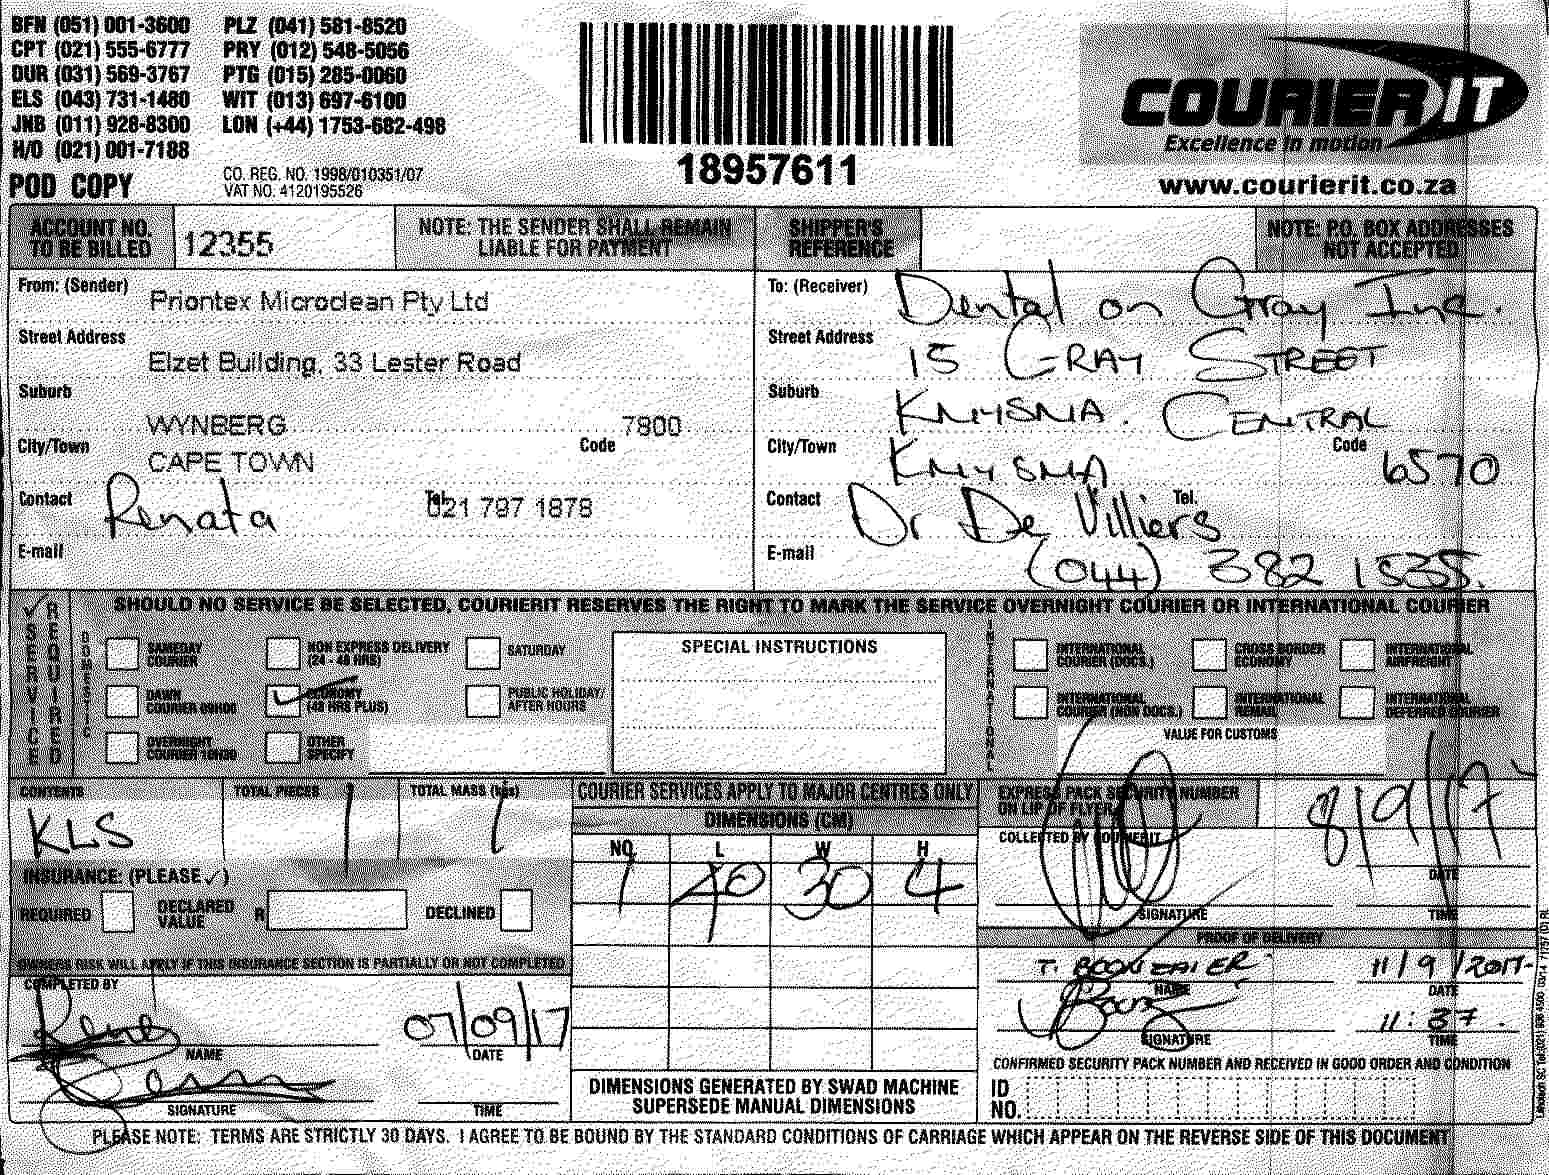 BFN (051) 001-3600 PLZ (041) 581-8520
CPT (021) 555-6777 PRY (012) 548-5056
DUR (031) 569-3767 PTG (015) 285-0060
ELS (043) 731-1480 WIT (013) 697-6100
JNB (011) 928-8300 LON (+44) 1753-682-498
H/O (021) 001-7188
POD COPY
CO. REG. NO. 1998/010351/07
VAT NO. 4120195526
18957611
COURIER IT
Excellence in motion
www.courierit.co.za
ACCOUNT NO. TO BE BILLED 12355
NOTE: THE SENDER SHALL REMAIN LIABLE FOR PAYMENT
SHIPPER'S REFERENCE
NOTE: P.O. BOX ADDRESSES NOT ACCEPTED
From: (Sender) Priontex Microclean Pty Ltd
Street Address
Elzet Building, 33 Lester Road
Suburb
WYNBERG 7800
City/Town Code
CAPE TOWN
Contact Renata Tel. 021 797 1878
E-mail
To: (Receiver) Dental on Gray Inc.
Street Address
15 GRAY STREET
Suburb
KNYSNA. CENTRAL
City/Town Code
KNYSNA 6570
Contact Dr De Villiers Tel.
E-mail (044) 382 1535.
SERVICE REQUIRED
SHOULD NO SERVICE BE SELECTED, COURIERIT RESERVES THE RIGHT TO MARK THE SERVICE OVERNIGHT COURIER OR INTERNATIONAL COURIER
DOMESTIC
SAMEDAY COURIER
NON EXPRESS DELIVERY (24 - 48 HRS)
SATURDAY
DAWN COURIER 09H00
ECONOMY (48 HRS PLUS)
PUBLIC HOLIDAY/ AFTER HOURS
OVERNIGHT COURIER 10H30
OTHER SPECIFY
SPECIAL INSTRUCTIONS
INTERNATIONAL
INTERNATIONAL COURIER (DOCS.)
CROSS BORDER ECONOMY
INTERNATIONAL AIRFREIGHT
INTERNATIONAL COURIER (NON DOCS.)
INTERNATIONAL REMAIL
INTERNATIONAL DEFERRED COURIER
VALUE FOR CUSTOMS
CONTENTS KLS
TOTAL PIECES 1
TOTAL MASS (kgs) 1
INSURANCE: (PLEASE ✓)
REQUIRED DECLARED VALUE R DECLINED
OWNERS RISK WILL APPLY IF THIS INSURANCE SECTION IS PARTIALLY OR NOT COMPLETED
COMPLETED BY
07/09/17
NAME DATE
SIGNATURE TIME
COURIER SERVICES APPLY TO MAJOR CENTRES ONLY
DIMENSIONS (CM)
NO. L W H
1 40 30 4
DIMENSIONS GENERATED BY SWAD MACHINE
SUPERSEDE MANUAL DIMENSIONS
EXPRESS PACK SECURITY NUMBER
ON LIP OF FLYER
COLLECTED BY COURIERIT
8/9/17
DATE
SIGNATURE TIME
PROOF OF DELIVERY
T. BOONZAIER 11/9/2017
NAME DATE
11:37
SIGNATURE TIME
CONFIRMED SECURITY PACK NUMBER AND RECEIVED IN GOOD ORDER AND CONDITION
ID NO.
PLEASE NOTE: TERMS ARE STRICTLY 30 DAYS. I AGREE TO BE BOUND BY THE STANDARD CONDITIONS OF CARRIAGE WHICH APPEAR ON THE REVERSE SIDE OF THIS DOCUMENT